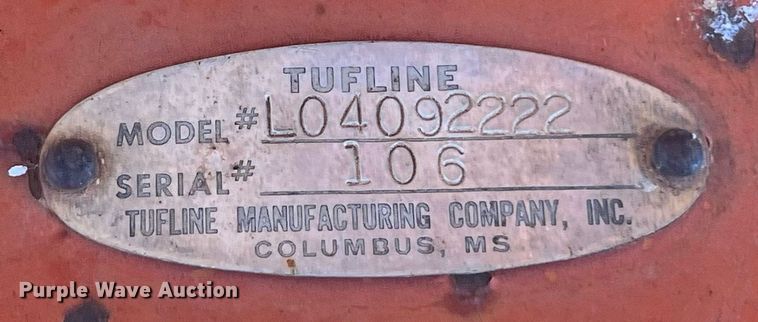 TUFLINE
MODEL # L04092222
SERIAL # 106
TUFLINE MANUFACTURING COMPANY, INC.
COLUMBUS, MS
Purple Wave Auction